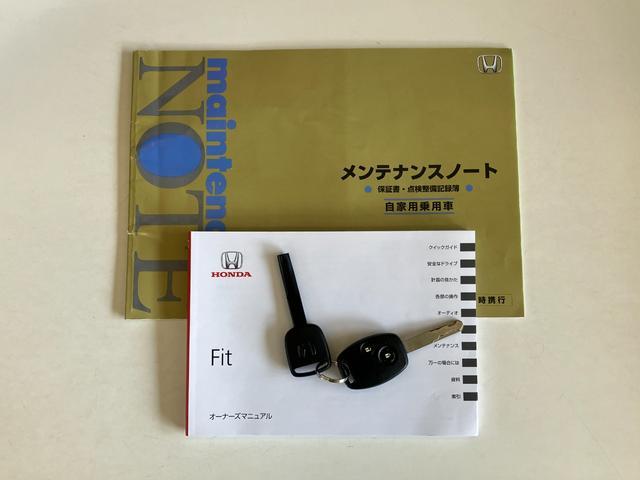 NOTE
メンテナンスノート
保証書・点検整備記録簿
自家用乗用車
時携行
HONDA
Fit
オーナーズマニュアル
クイックガイド
安全なドライブ
計器の見かた
各部の操作
オーディオ
メンテナンス
万一の場合には
資料
索引